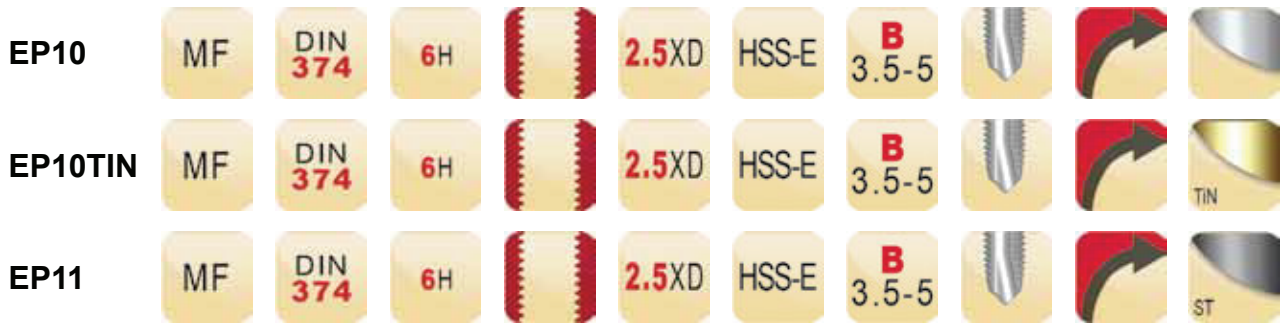 EP10 MF DIN 374 6H 2.5XD HSS-E B 3.5-5
EP10TIN MF DIN 374 6H 2.5XD HSS-E B 3.5-5 TiN
EP11 MF DIN 374 6H 2.5XD HSS-E B 3.5-5 ST